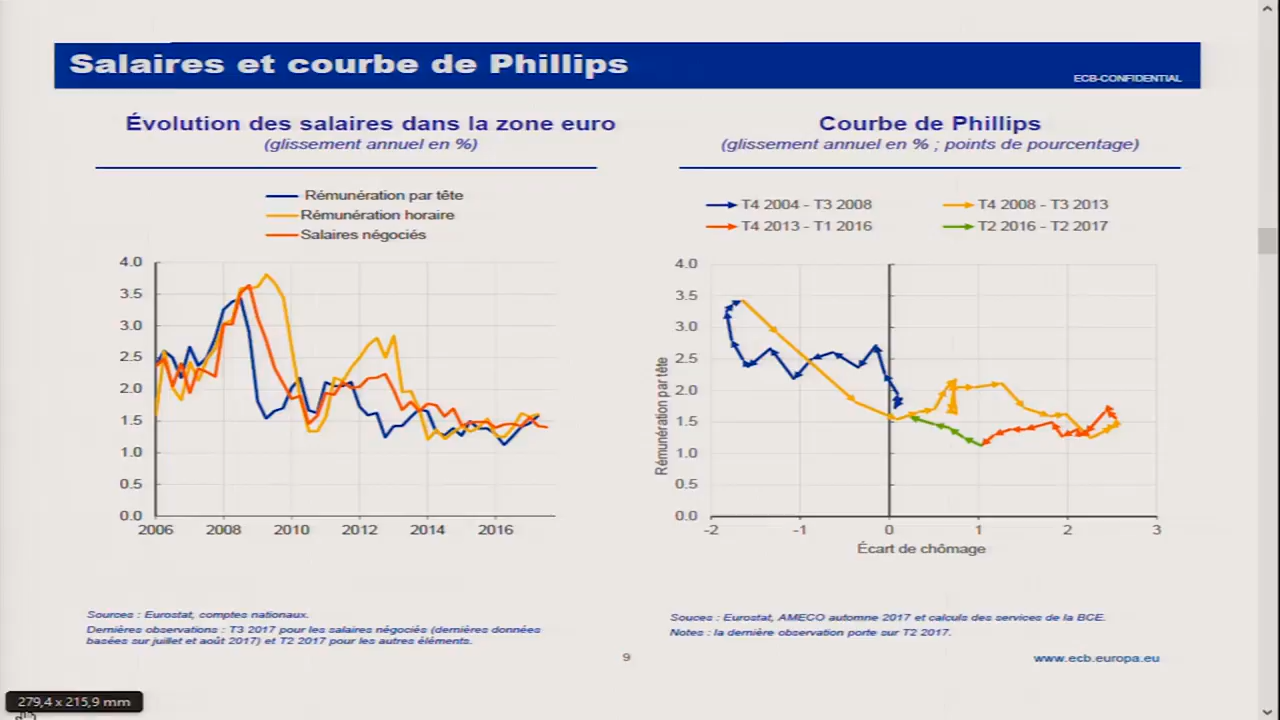 Salaires et courbe de Phillips
ECB-CONFIDENTIAL
Évolution des salaires dans la zone euro
(glissement annuel en %)
Rémunération par tête
Rémunération horaire
Salaires négociés
4.0
3.5
3.0
2.5
2.0
1.5
1.0
0.5
0.0
2006 2008 2010 2012 2014 2016
Sources : Eurostat, comptes nationaux.
Dernières observations : T3 2017 pour les salaires négociés (dernières données
basées sur juillet et août 2017) et T2 2017 pour les autres éléments.
Courbe de Phillips
(glissement annuel en % ; points de pourcentage)
T4 2004 - T3 2008 T4 2008 - T3 2013
T4 2013 - T1 2016 T2 2016 - T2 2017
Rémunération par tête
4.0
3.5
3.0
2.5
2.0
1.5
1.0
0.5
0.0
-2 -1 0 1 2 3
Écart de chômage
Souces : Eurostat, AMECO automne 2017 et calculs des services de la BCE.
Notes : la dernière observation porte sur T2 2017.
9
www.ecb.europa.eu
279,4 x 215,9 mm